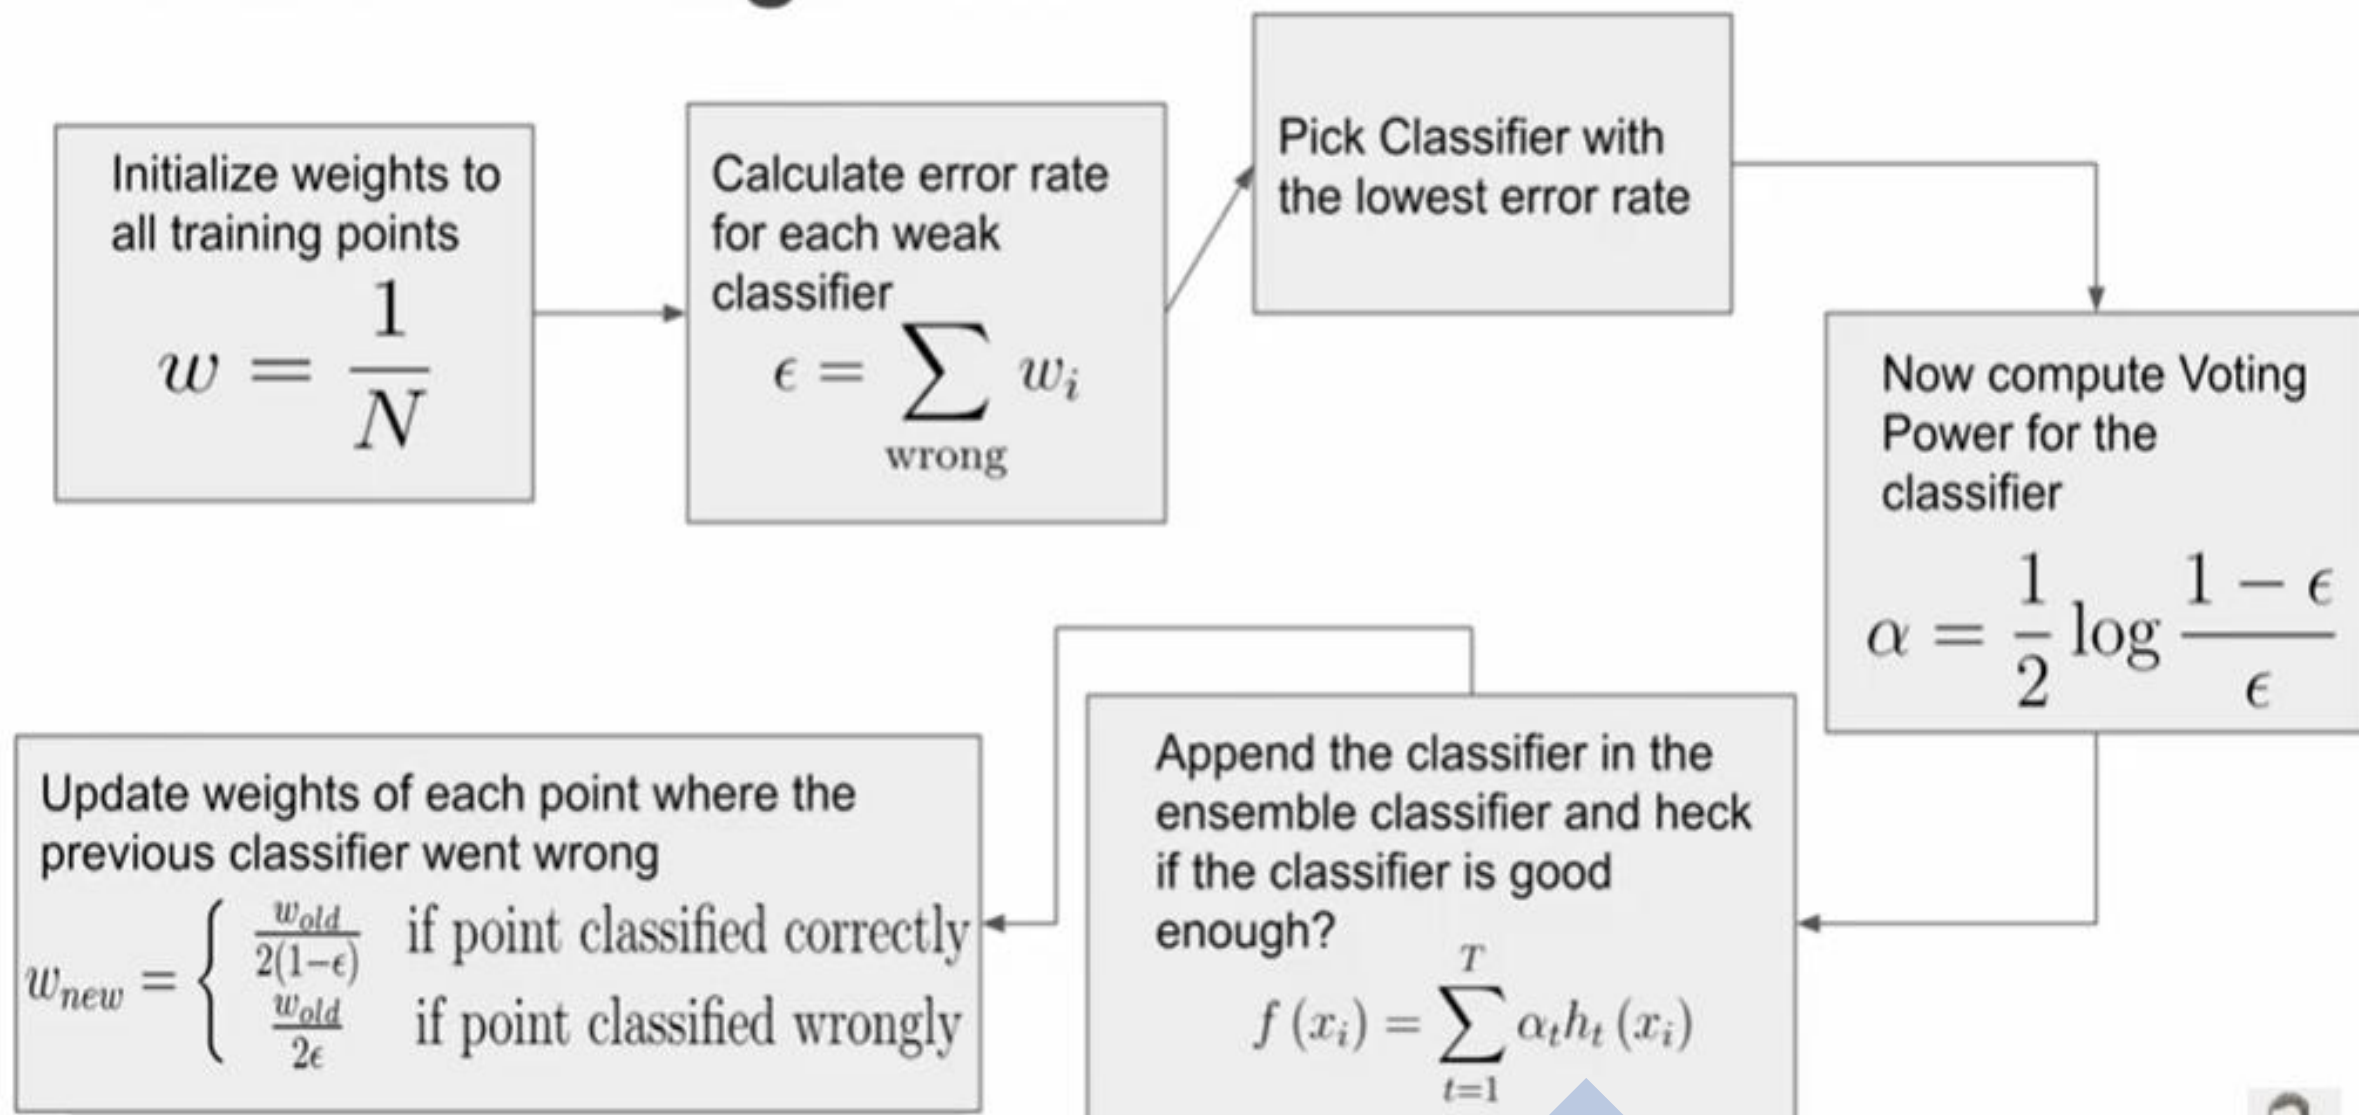 Initialize weights to
all training points
w = 1/N
Calculate error rate
for each weak
classifier
ϵ = ∑ w_i
wrong
Pick Classifier with
the lowest error rate
Now compute Voting
Power for the
classifier
α = 1/2 log (1 − ϵ)/ϵ
Append the classifier in the
ensemble classifier and heck
if the classifier is good
enough?
f (x_i) = ∑_{t=1}^{T} α_t h_t (x_i)
Update weights of each point where the
previous classifier went wrong
w_new = { w_old/2(1−ϵ) if point classified correctly
w_old/2ϵ if point classified wrongly